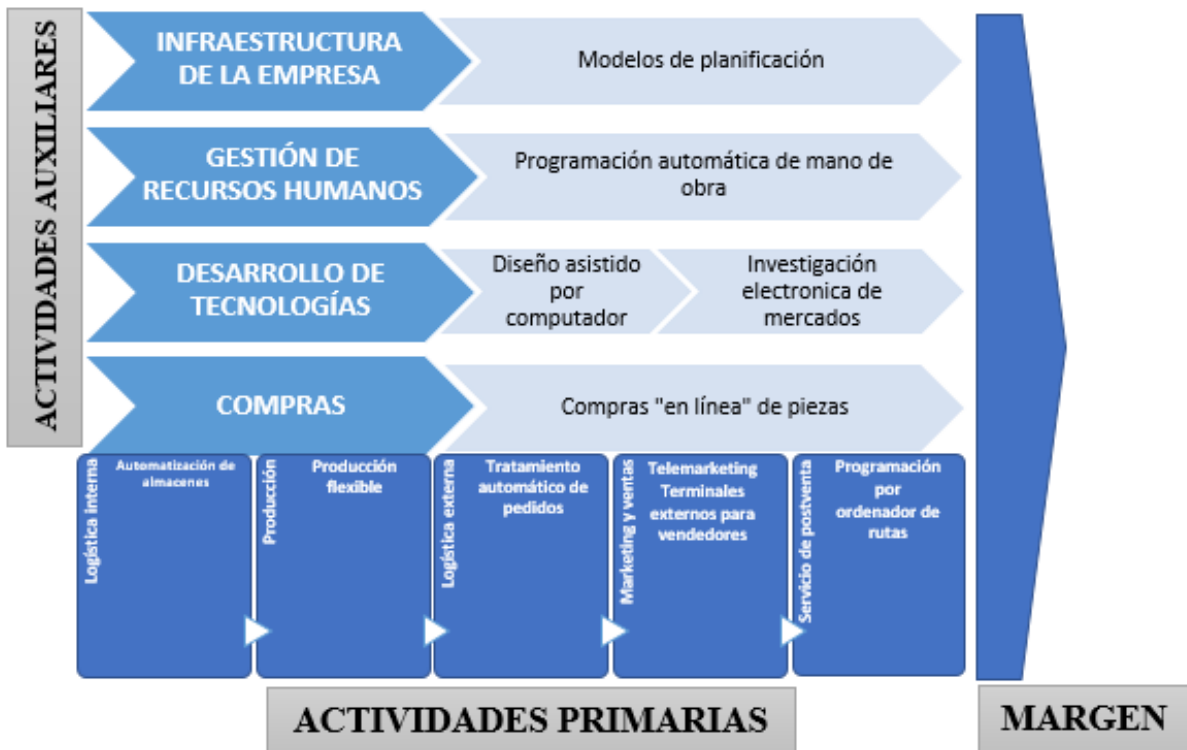 ACTIVIDADES AUXILIARES
INFRAESTRUCTURA
DE LA EMPRESA
Modelos de planificación
GESTIÓN DE
RECURSOS HUMANOS
Programación automática de mano de
obra
DESARROLLO DE
TECNOLOGÍAS
Diseño asistido
por
computador
Investigación
electronica de
mercados
COMPRAS
Compras "en línea" de piezas
Logística interna
Automatización de
almacenes
Producción
Producción
flexible
Logística externa
Tratamiento
automático de
pedidos
Marketing y ventas
Telemarketing
Terminales
externos para
vendedores
Servicio de postventa
Programación
por
ordenador de
rutas
ACTIVIDADES PRIMARIAS
MARGEN